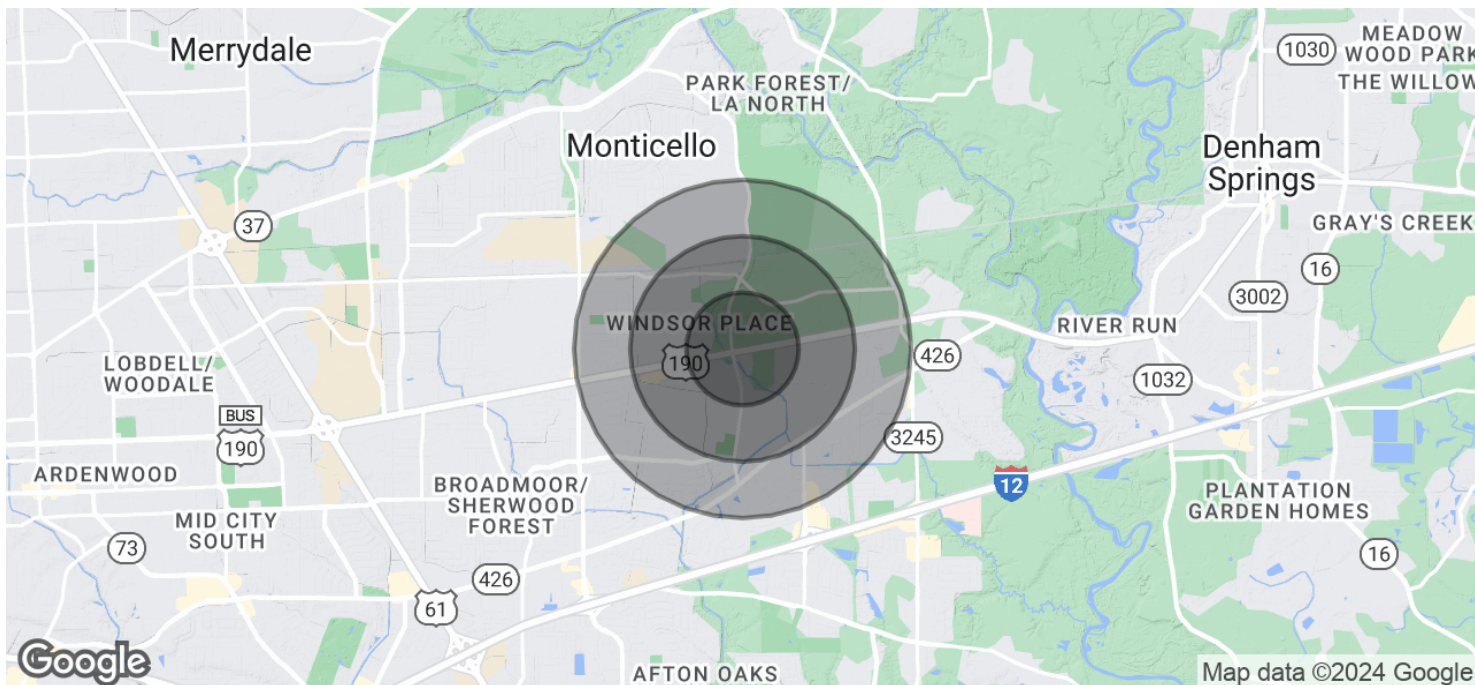 Merrydale
1030
MEADOW
WOOD PARK
THE WILLOW
PARK FOREST/
LA NORTH
Monticello
Denham
Springs
37
GRAY'S CREEK
16
3002
WINDSOR PLACE
RIVER RUN
190
426
LOBDELL/
WOODALE
1032
BUS
190
3245
ARDENWOOD
BROADMOOR/
SHERWOOD
FOREST
12
PLANTATION
GARDEN HOMES
MID CITY
SOUTH
73
16
426
61
Google
AFTON OAKS
Map data ©2024 Google